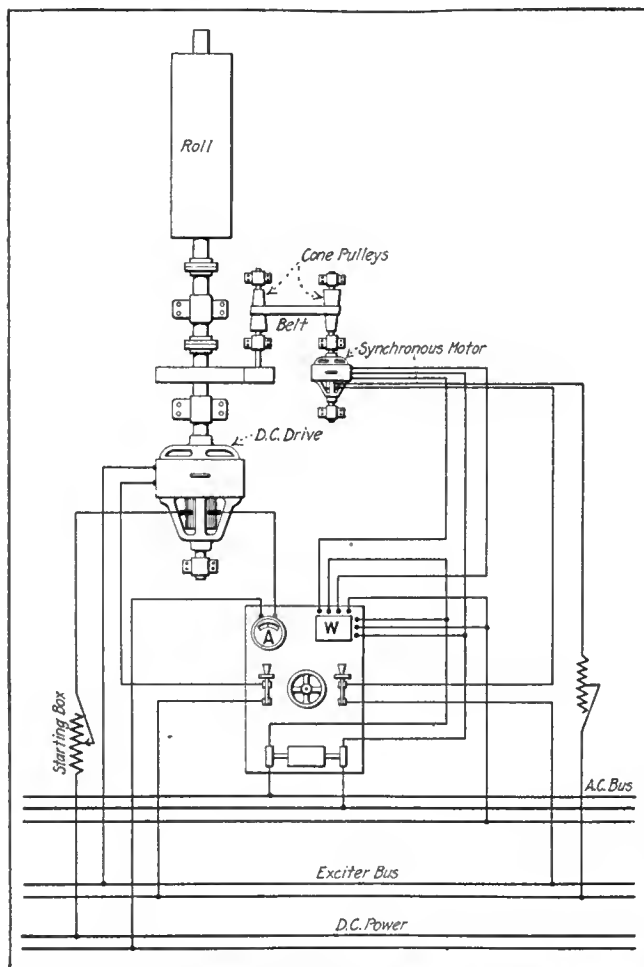 Roll
Cone Pulleys
Belt
Synchronous Motor
D.C. Drive
A
W
Starting Box
A.C. Bus
Exciter Bus
D.C. Power